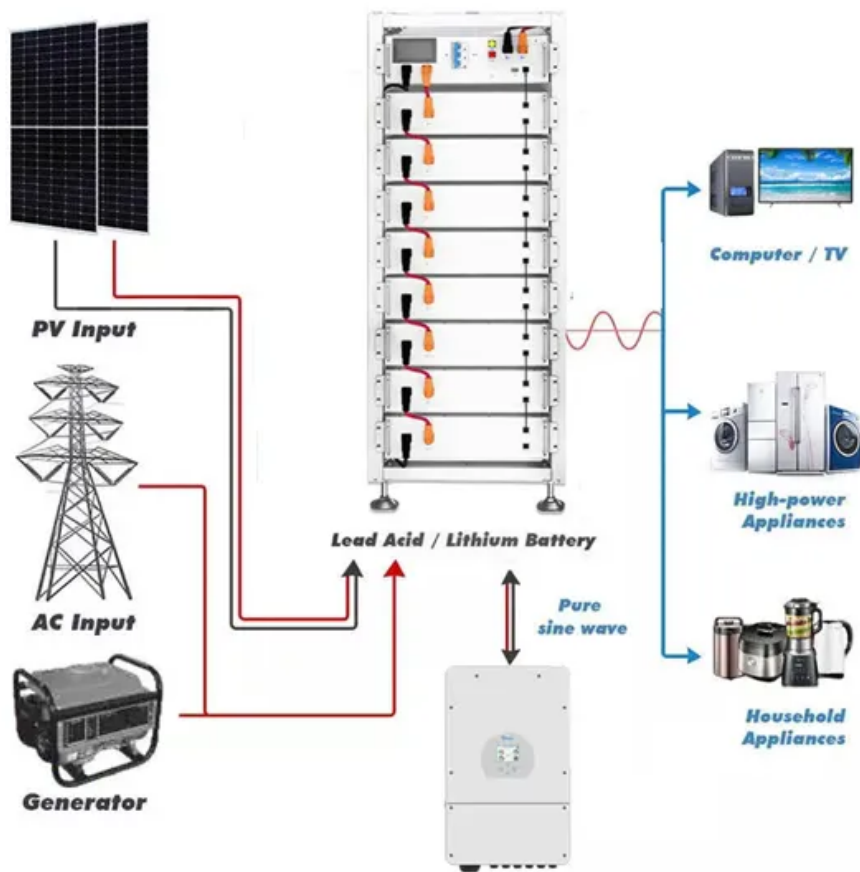 PV Input
AC Input
Generator
Lead Acid / Lithium Battery
Pure
sine wave
Computer / TV
High-power
Appliances
Household
Appliances